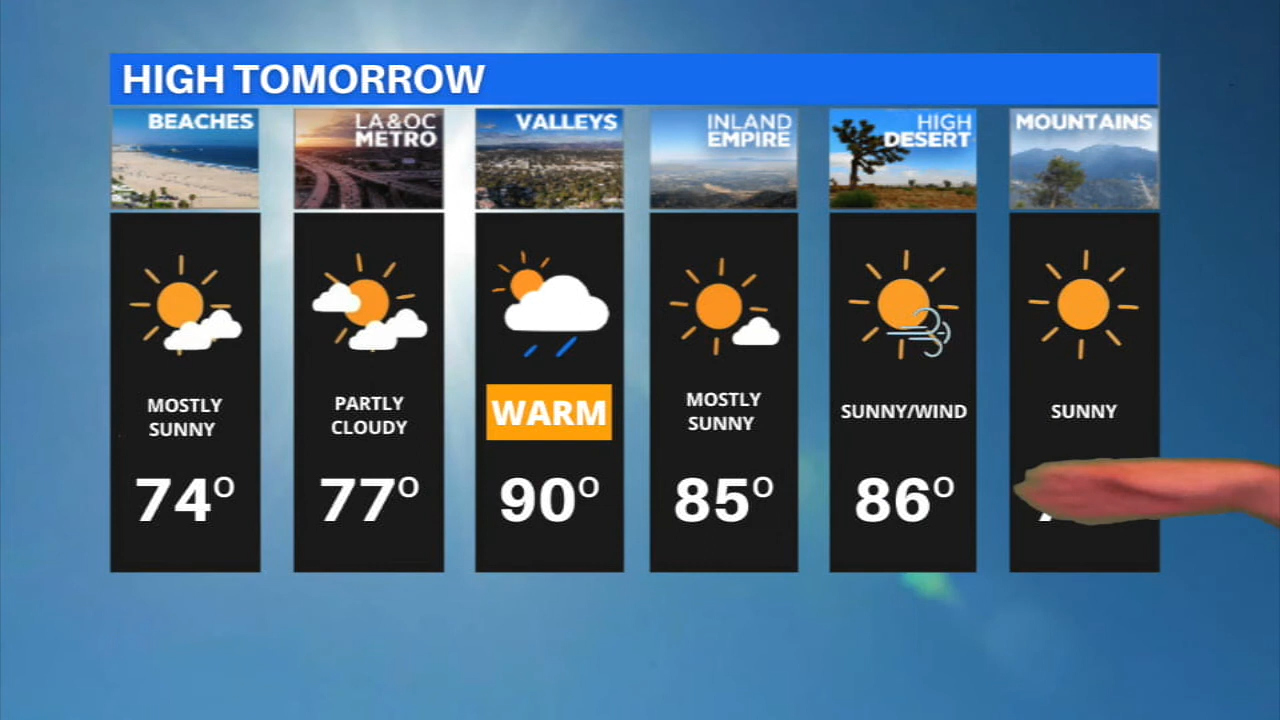 HIGH TOMORROW
BEACHES
LA&OC
METRO
VALLEYS
INLAND
EMPIRE
HIGH
DESERT
MOUNTAINS
MOSTLY
SUNNY
PARTLY
CLOUDY
WARM
MOSTLY
SUNNY
SUNNY/WIND
SUNNY
74°
77°
90°
85°
86°